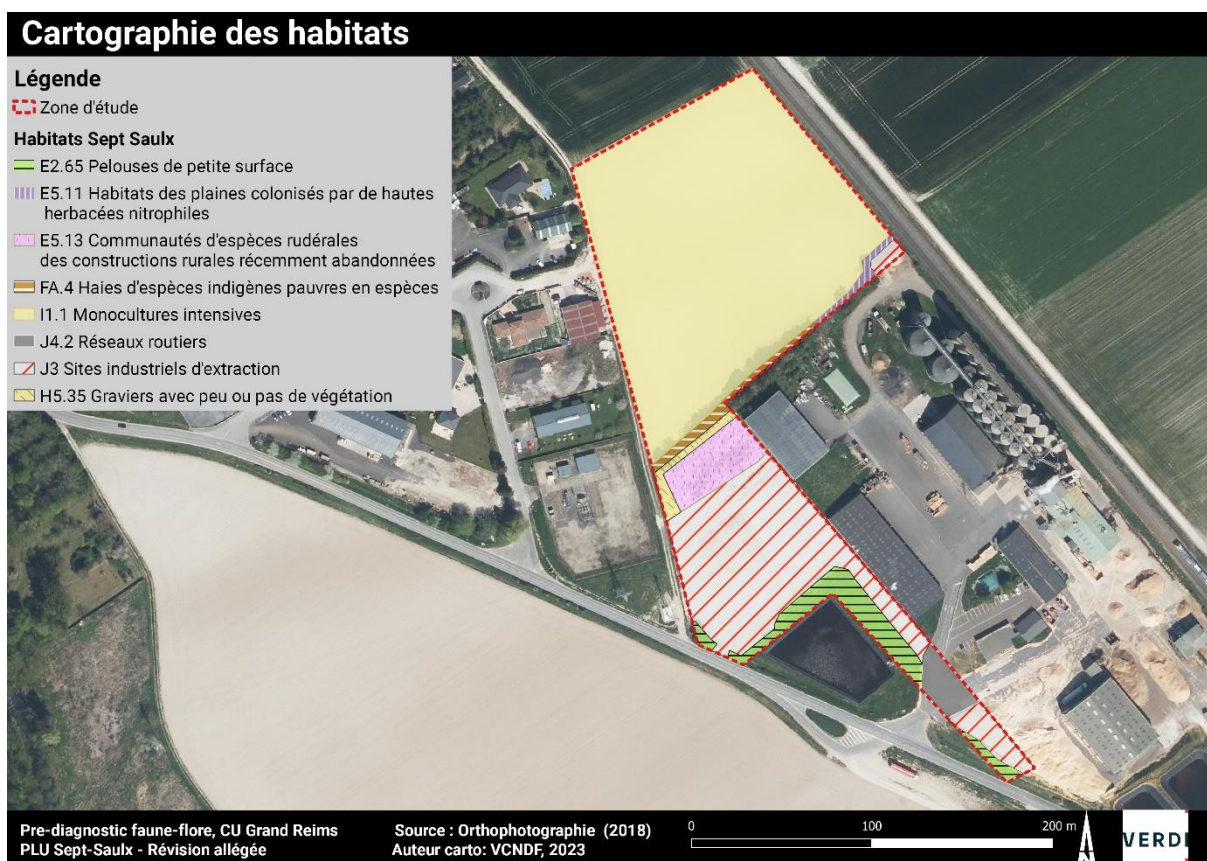 Cartographie des habitats
Légende
Zone d'étude
Habitats Sept Saulx
E2.65 Pelouses de petite surface
E5.11 Habitats des plaines colonisés par de hautes
herbacées nitrophiles
E5.13 Communautés d'espèces rudérales
des constructions rurales récemment abandonnées
FA.4 Haies d'espèces indigènes pauvres en espèces
I1.1 Monocultures intensives
J4.2 Réseaux routiers
J3 Sites industriels d'extraction
H5.35 Graviers avec peu ou pas de végétation
Pre-diagnostic faune-flore, CU Grand Reims
PLU Sept-Saulx - Révision allégée
Source : Orthophotographie (2018)
Auteur carto: VCNDF, 2023
0 100 200 m
VERDI